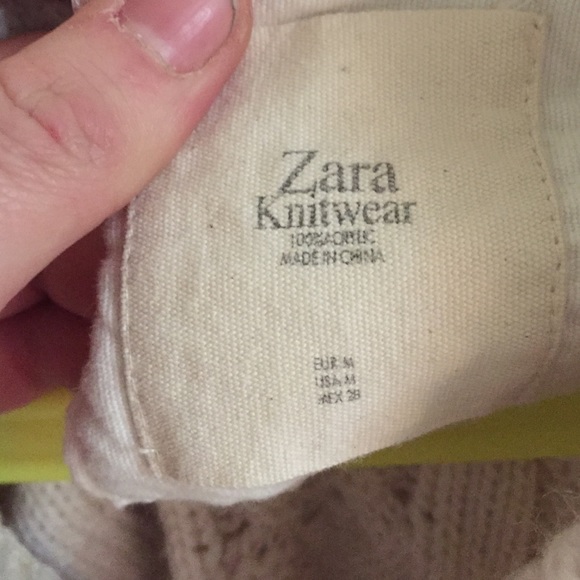 Zara
Knitwear
100%ACRYLIC
MADE IN CHINA
EUR M
USA M
MEX 28